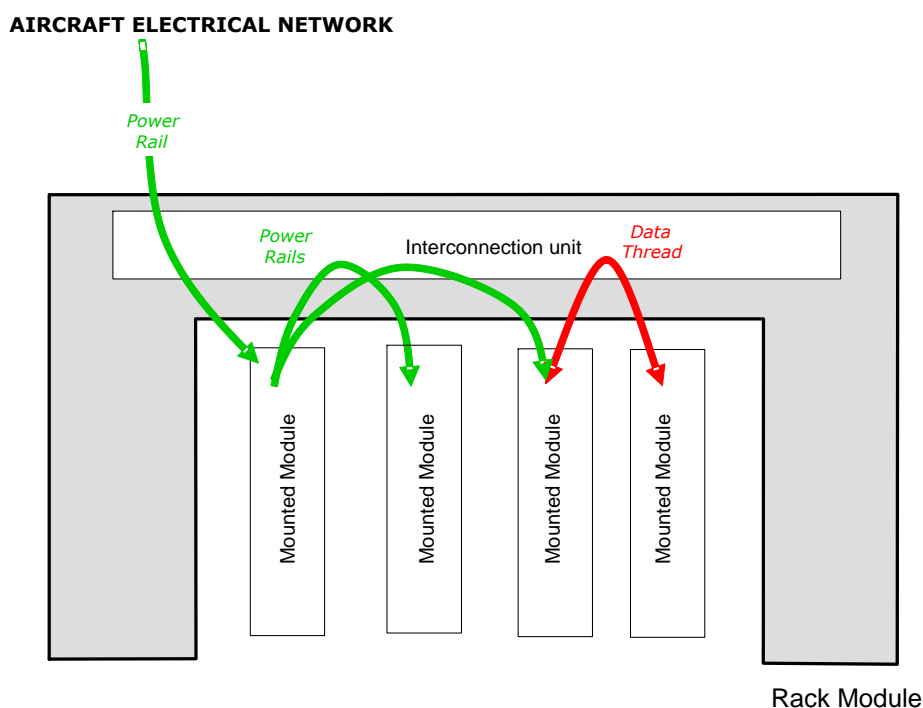 AIRCRAFT ELECTRICAL NETWORK
Power
Rail
Power
Rails
Interconnection unit
Data
Thread
Mounted Module
Mounted Module
Mounted Module
Mounted Module
Rack Module